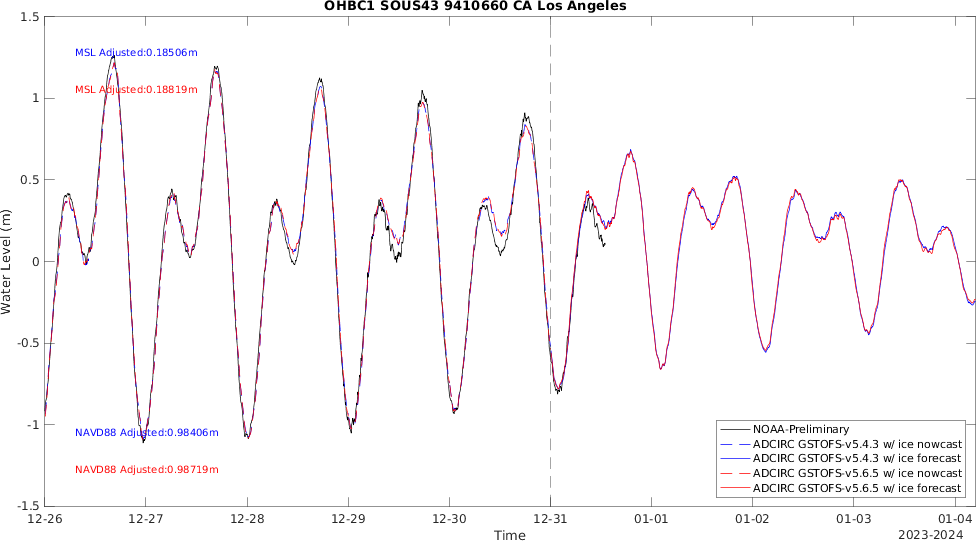 OHBC1 SOUS43 9410660 CA Los Angeles
1.5
MSL Adjusted:0.18506m
MSL Adjusted:0.18819m
1
0.5
Water Level (m)
0
-0.5
-1
NAVD88 Adjusted:0.98406m
NAVD88 Adjusted:0.98719m
-1.5
NOAA-Preliminary
ADCIRC GSTOFS-v5.4.3 w/ ice nowcast
ADCIRC GSTOFS-v5.4.3 w/ ice forecast
ADCIRC GSTOFS-v5.6.5 w/ ice nowcast
ADCIRC GSTOFS-v5.6.5 w/ ice forecast
12-26 12-27 12-28 12-29 12-30 12-31 01-01 01-02 01-03 01-04
Time
2023-2024